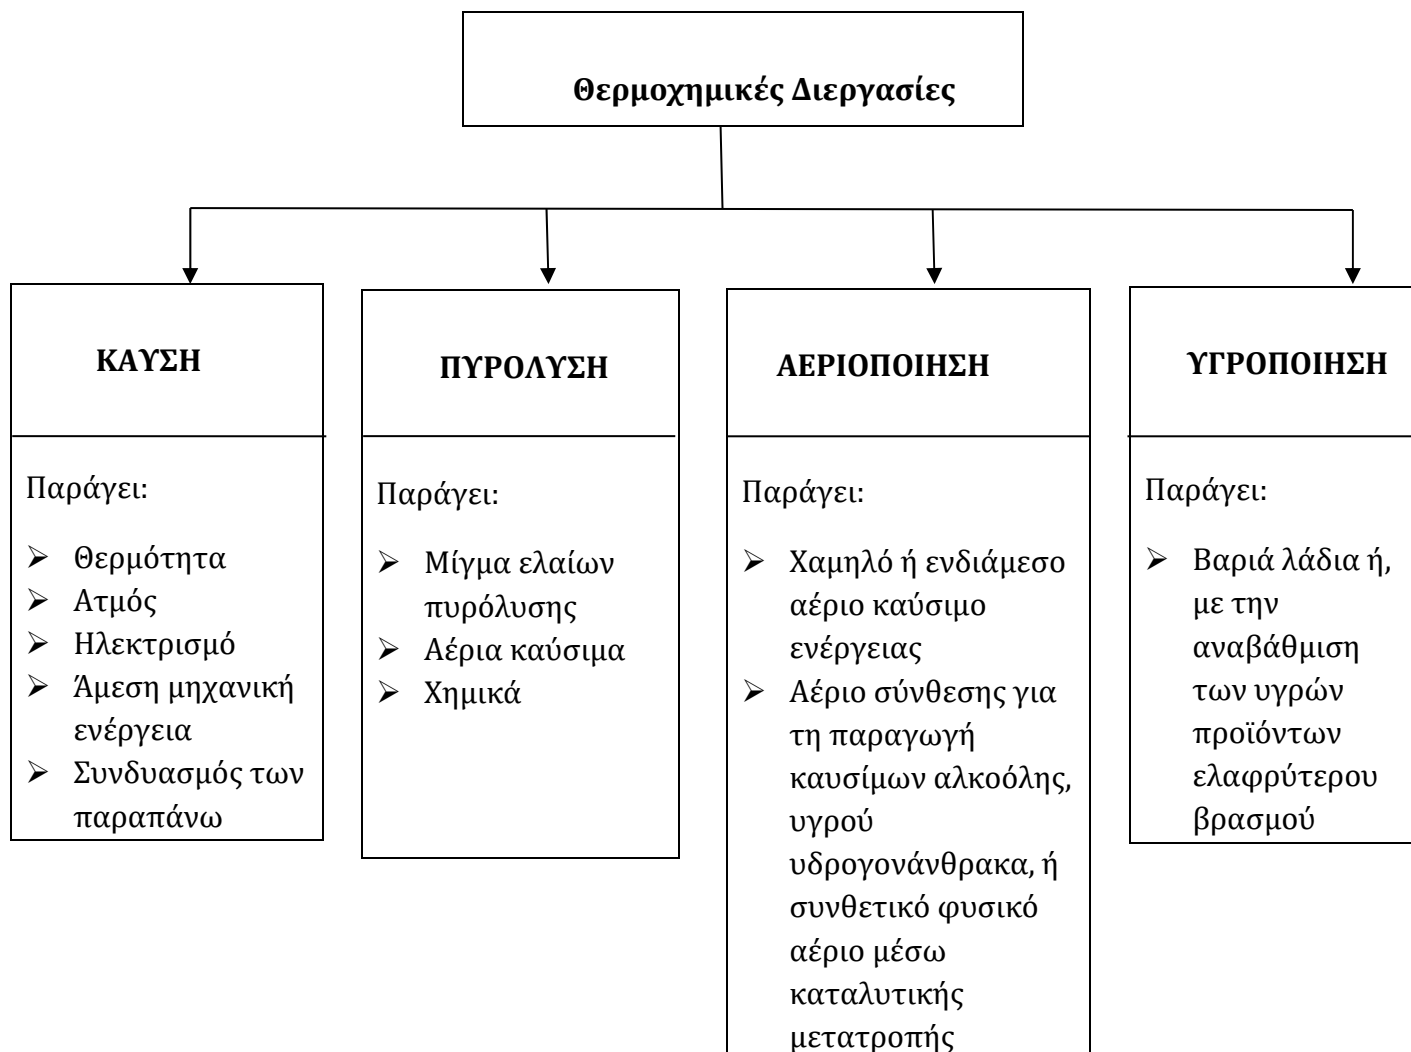 Θερμοχημικές Διεργασίες
ΚΑΥΣΗ
Παράγει:
➢ Θερμότητα
➢ Ατμός
➢ Ηλεκτρισμό
➢ Άμεση μηχανική
ενέργεια
➢ Συνδυασμός των
παραπάνω
ΠΥΡΟΛΥΣΗ
Παράγει:
➢ Μίγμα ελαίων
πυρόλυσης
➢ Αέρια καύσιμα
➢ Χημικά
ΑΕΡΙΟΠΟΙΗΣΗ
Παράγει:
➢ Χαμηλό ή ενδιάμεσο
αέριο καύσιμο
ενέργειας
➢ Αέριο σύνθεσης για
τη παραγωγή
καυσίμων αλκοόλης,
υγρού
υδρογονάνθρακα, ή
συνθετικό φυσικό
αέριο μέσω
καταλυτικής
μετατροπής
ΥΓΡΟΠΟΙΗΣΗ
Παράγει:
➢ Βαριά λάδια ή,
με την
αναβάθμιση
των υγρών
προϊόντων
ελαφρύτερου
βρασμού